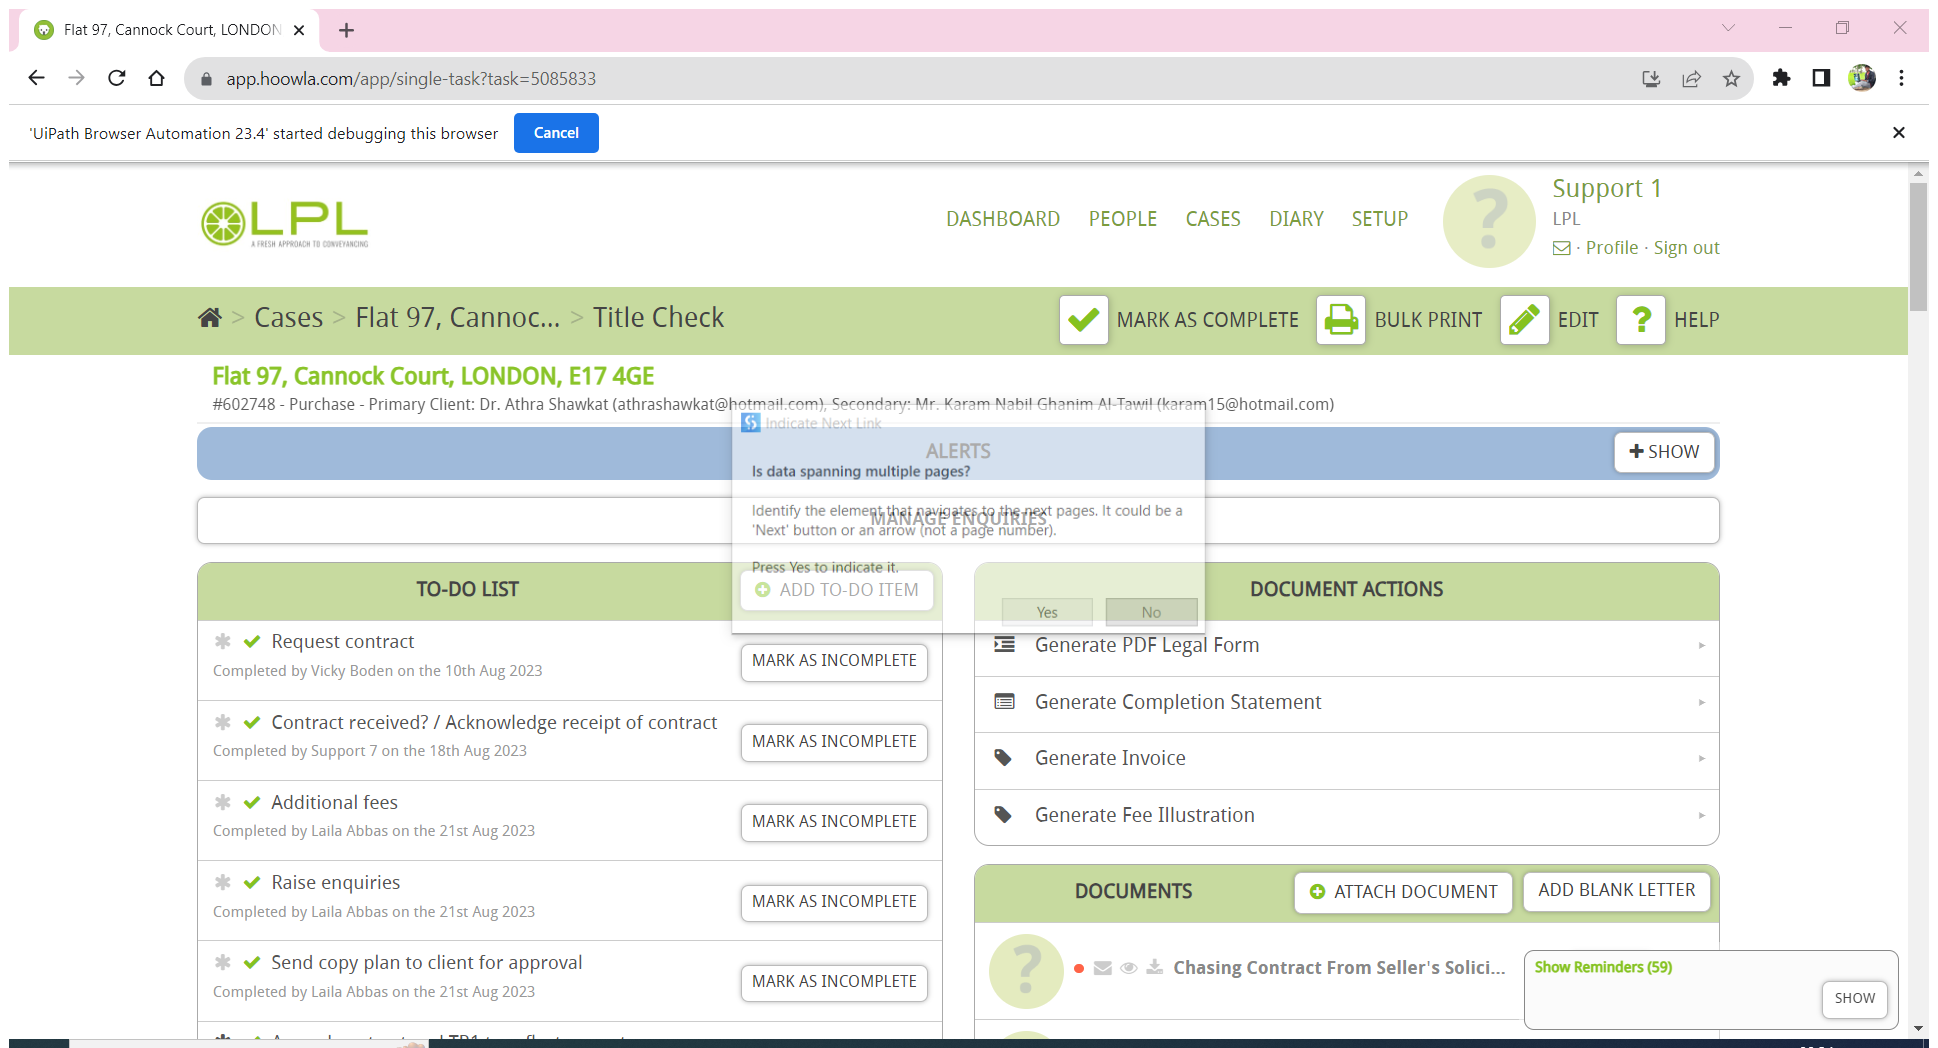 Flat 97, Cannock Court, LONDON
app.hoowla.com/app/single-task?task=5085833
'UiPath Browser Automation 23.4' started debugging this browser
Cancel
LPL
A FRESH APPROACH TO CONVEYANCING
DASHBOARD PEOPLE CASES DIARY SETUP
?
Support 1
LPL
· Profile · Sign out
> Cases > Flat 97, Cannoc... > Title Check
MARK AS COMPLETE
BULK PRINT
EDIT
? HELP
Flat 97, Cannock Court, LONDON, E17 4GE
#602748 - Purchase - Primary Client: Dr. Athra Shawkat (athrashawkat@hotmail.com), Secondary: Mr. Karam Nabil Ghanim Al-Tawil (karam15@hotmail.com)
Indicate Next Link
ALERTS
+ SHOW
Is data spanning multiple pages?
Identify the element that navigates to the next pages. It could be a
MANAGE ENQUIRIES
'Next' button or an arrow (not a page number).
Press Yes to indicate it.
Yes
No
TO-DO LIST
ADD TO-DO ITEM
Request contract
Completed by Vicky Boden on the 10th Aug 2023
MARK AS INCOMPLETE
Contract received? / Acknowledge receipt of contract
Completed by Support 7 on the 18th Aug 2023
MARK AS INCOMPLETE
Additional fees
Completed by Laila Abbas on the 21st Aug 2023
MARK AS INCOMPLETE
Raise enquiries
Completed by Laila Abbas on the 21st Aug 2023
MARK AS INCOMPLETE
Send copy plan to client for approval
Completed by Laila Abbas on the 21st Aug 2023
MARK AS INCOMPLETE
DOCUMENT ACTIONS
Generate PDF Legal Form
Generate Completion Statement
Generate Invoice
Generate Fee Illustration
DOCUMENTS
ATTACH DOCUMENT
ADD BLANK LETTER
?
Chasing Contract From Seller's Solici...
Show Reminders (59)
SHOW